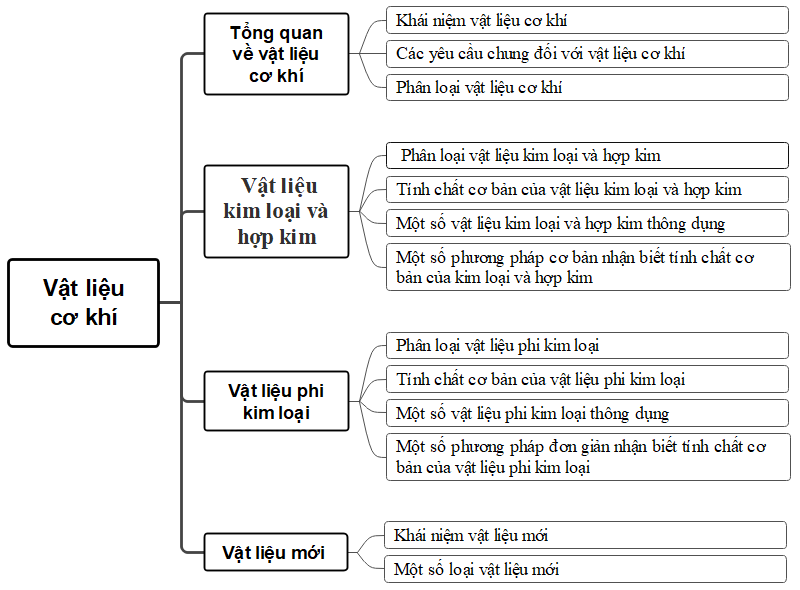 Tổng quan
về vật liệu
cơ khí
Khái niệm vật liệu cơ khí
Các yêu cầu chung đối với vật liệu cơ khí
Phân loại vật liệu cơ khí
Vật liệu
kim loại và
hợp kim
Phân loại vật liệu kim loại và hợp kim
Tính chất cơ bản của vật liệu kim loại và hợp kim
Một số vật liệu kim loại và hợp kim thông dụng
Một số phương pháp cơ bản nhận biết tính chất cơ
bản của kim loại và hợp kim
Vật liệu
cơ khí
Vật liệu phi
kim loại
Phân loại vật liệu phi kim loại
Tính chất cơ bản của vật liệu phi kim loại
Một số vật liệu phi kim loại thông dụng
Một số phương pháp đơn giản nhận biết tính chất cơ
bản của vật liệu phi kim loại
Vật liệu mới
Khái niệm vật liệu mới
Một số loại vật liệu mới